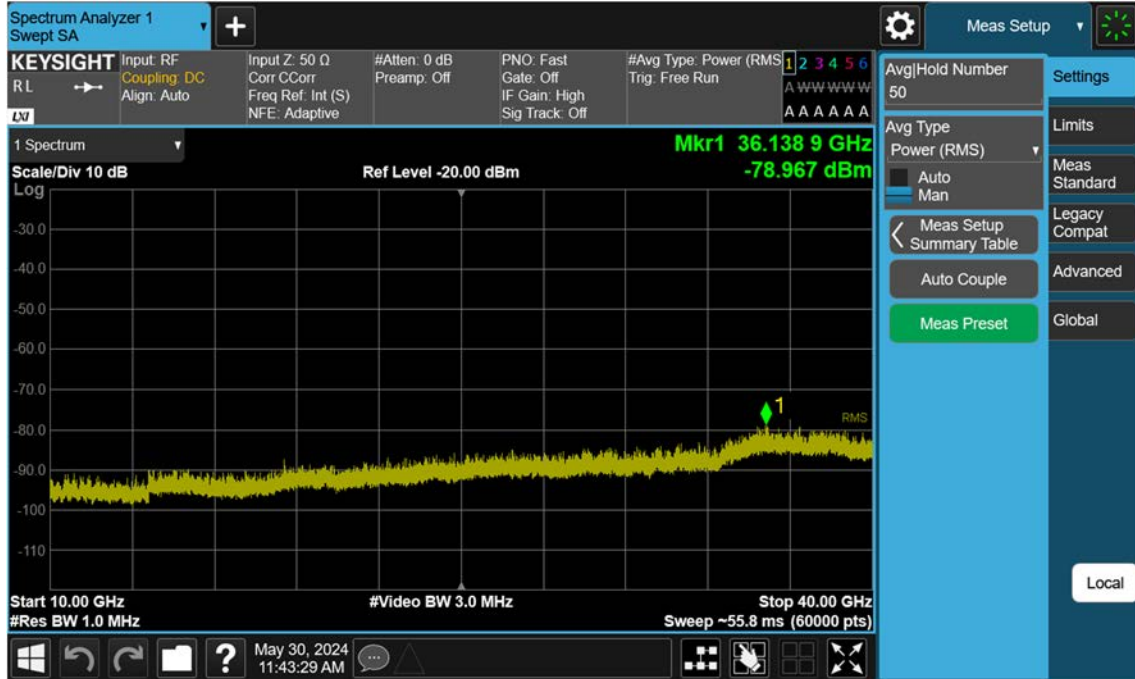 Spectrum Analyzer 1
Swept SA
+
Meas Setup
KEYSIGHT
R L
LXI
Input: RF
Coupling: DC
Align: Auto
Input Z: 50 Ω
Corr CCorr
Freq Ref: Int (S)
NFE: Adaptive
#Atten: 0 dB
Preamp: Off
PNO: Fast
Gate: Off
IF Gain: High
Sig Track: Off
#Avg Type: Power (RMS
Trig: Free Run
1 2 3 4 5 6
A W W W W W
A A A A A A
1 Spectrum
Mkr1 36.138 9 GHz
-78.967 dBm
Scale/Div 10 dB
Ref Level -20.00 dBm
Log
-30.0
-40.0
-50.0
-60.0
-70.0
-80.0
-90.0
-100
-110
1
RMS
Start 10.00 GHz
#Video BW 3.0 MHz
Stop 40.00 GHz
#Res BW 1.0 MHz
Sweep ~55.8 ms (60000 pts)
Avg|Hold Number
50
Avg Type
Power (RMS)
Auto
Man
Meas Setup
Summary Table
Auto Couple
Meas Preset
Settings
Limits
Meas
Standard
Legacy
Compat
Advanced
Global
Local
?
May 30, 2024
11:43:29 AM